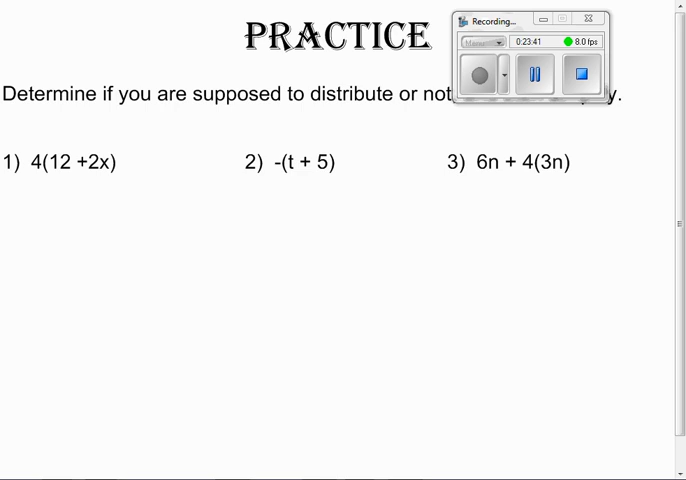 PRACTICE
Recording...
0:23:41
8.0 fps
Determine if you are supposed to distribute or not
1) 4(12 +2x)
2) -(t + 5)
3) 6n + 4(3n)